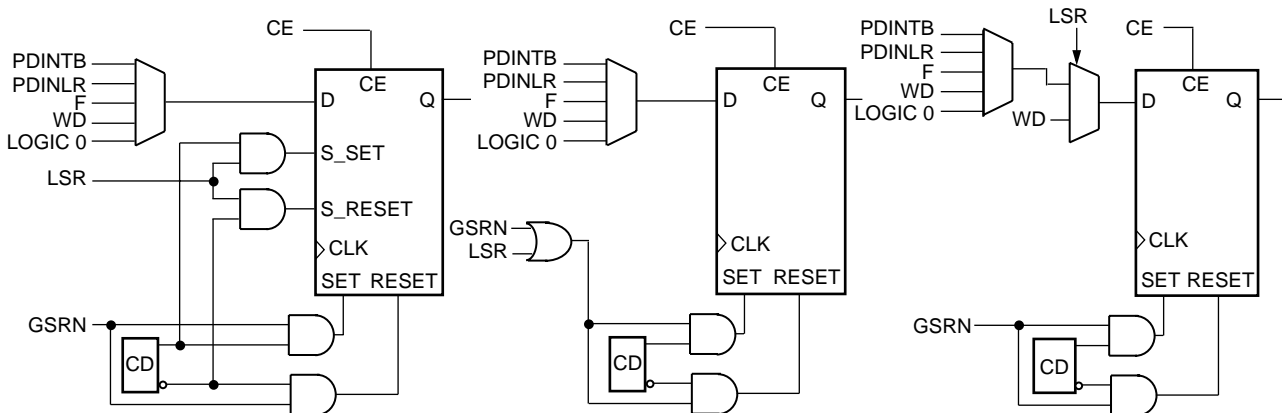 CE
PDINTB
PDINLR
F
WD
LOGIC 0
LSR
GSRN
CD
D
CE
Q
S_SET
S_RESET
CLK
SET RESET
CE
PDINTB
PDINLR
F
WD
LOGIC 0
GSRN
LSR
CD
D
CE
Q
CLK
SET RESET
LSR
CE
PDINTB
PDINLR
F
WD
LOGIC 0
WD
GSRN
CD
D
CE
Q
CLK
SET RESET